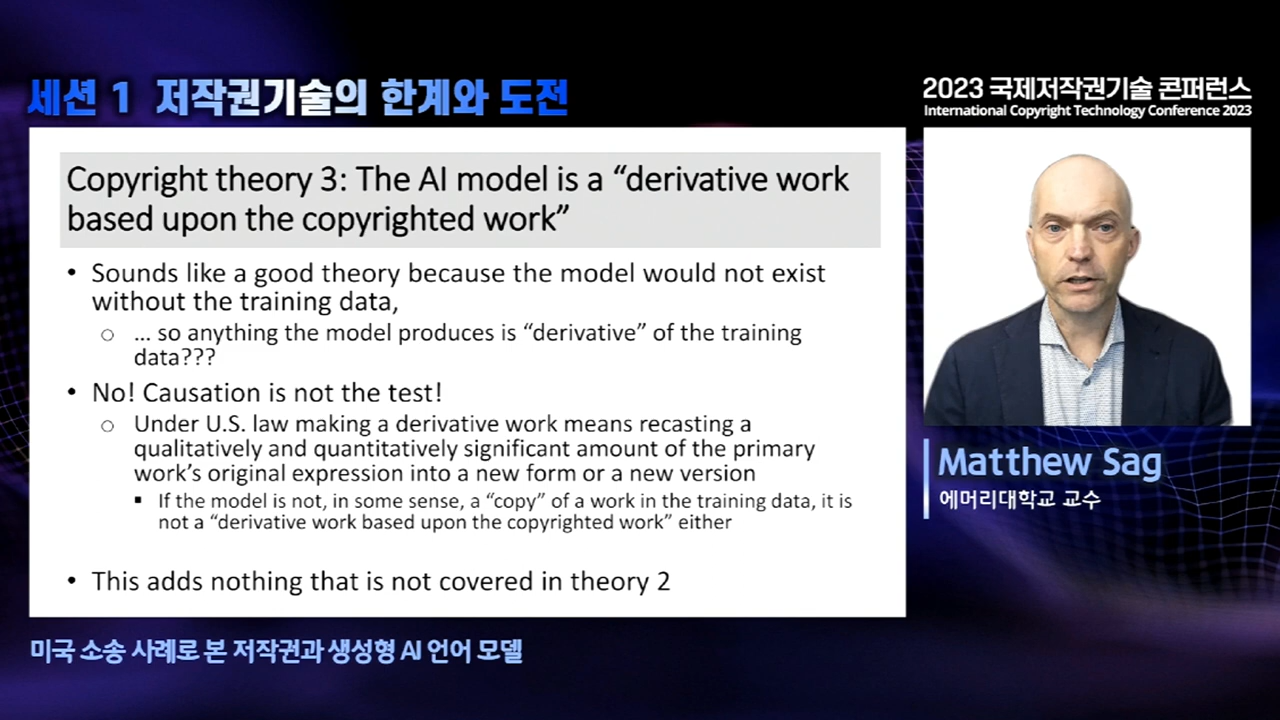 세션 1 저작권기술의 한계와 도전
2023 국제저작권기술 콘퍼런스
International Copyright Technology Conference 2023
Copyright theory 3: The AI model is a “derivative work
based upon the copyrighted work”
• Sounds like a good theory because the model would not exist
without the training data,
○ ... so anything the model produces is “derivative” of the training
data???
• No! Causation is not the test!
○ Under U.S. law making a derivative work means recasting a
qualitatively and quantitatively significant amount of the primary
work’s original expression into a new form or a new version
▪ If the model is not, in some sense, a “copy” of a work in the training data, it is
not a “derivative work based upon the copyrighted work” either
• This adds nothing that is not covered in theory 2
Matthew Sag
에머리대학교 교수
미국 소송 사례로 본 저작권과 생성형 AI 언어 모델